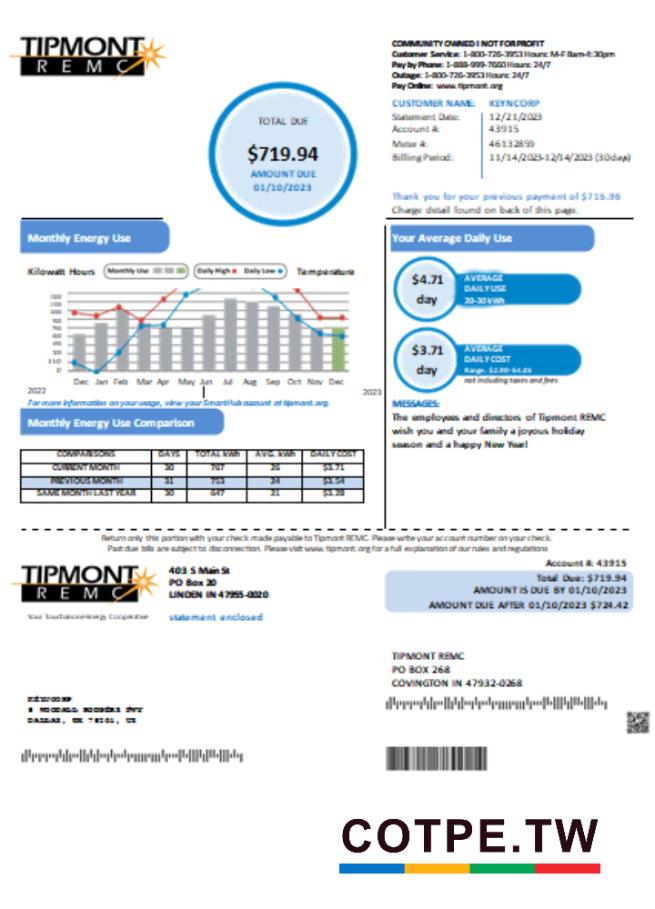 TIPMONT
REMC
COMMUNITY OWNED I NOT FOR PROFIT
Customer Service: 1-800-726-3953 Hours: M-F 8am-4:30pm
Pay by Phone: 1-888-999-7660 Hours: 24/7
Outage: 1-800-726-3953 Hours: 24/7
Pay Online: www.tipmont.org
CUSTOMER NAME: KEYNCORP
Statement Date: 12/21/2023
Account #: 43915
Meter #: 46132859
Billing Period: 11/14/2023-12/14/2023 (30days)
TOTAL DUE
$719.94
AMOUNT DUE
01/10/2023
Thank you for your previous payment of $716.96
Charge detail found on back of this page.
Monthly Energy Use
Kilowatt Hours Monthly Use Daily High Daily Low Temperature
Dec Jan Feb Mar Apr May Jun Jul Aug Sep Oct Nov Dec
2022 2023
For more information on your usage, view your SmartHub account at tipmont.org.
Your Average Daily Use
$4.71
day
AVERAGE
DAILY USE
20-30 kWh
$3.71
day
AVERAGE
DAILY COST
Range: $2.90-$4.85
not including taxes and fees
MESSAGES:
The employees and directors of Tipmont REMC
wish you and your family a joyous holiday
season and a happy New Year!
Monthly Energy Use Comparison
COMPARISONS DAYS TOTAL kWh AVG. kWh DAILY COST
CURRENT MONTH 30 767 26 $3.71
PREVIOUS MONTH 31 753 24 $3.54
SAME MONTH LAST YEAR 30 647 21 $3.28
Return only this portion with your check made payable to Tipmont REMC. Please write your account number on your check.
Past due bills are subject to disconnection. Please visit www.tipmont.org for a full explanation of our rules and regulations
TIPMONT
REMC
Your Touchstone Energy Cooperative
403 S Main St
PO Box 20
LINDEN IN 47955-0020
statement enclosed
Account #: 43915
Total Due: $719.94
AMOUNT IS DUE BY 01/10/2023
AMOUNT DUE AFTER 01/10/2023 $724.42
TIPMONT REMC
PO BOX 268
COVINGTON IN 47932-0268
KEYNCORP
WOODALL RODGERS
DALLAS,
COTPE.TW